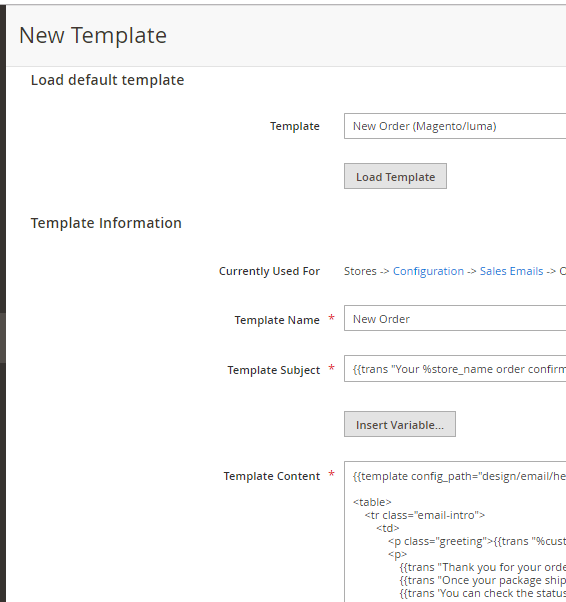 New Template
Load default template
Template
New Order (Magento/luma)
Load Template
Template Information
Currently Used For
Stores -> Configuration -> Sales Emails -> O
Template Name *
New Order
Template Subject *
{{trans "Your %store_name order confirm
Insert Variable...
Template Content *
{{template config_path="design/email/he
<table>
<tr class="email-intro">
<td>
<p class="greeting">{{trans "%cust
<p>
{{trans "Thank you for your orde
{{trans "Once your package ship
{{trans 'You can check the status